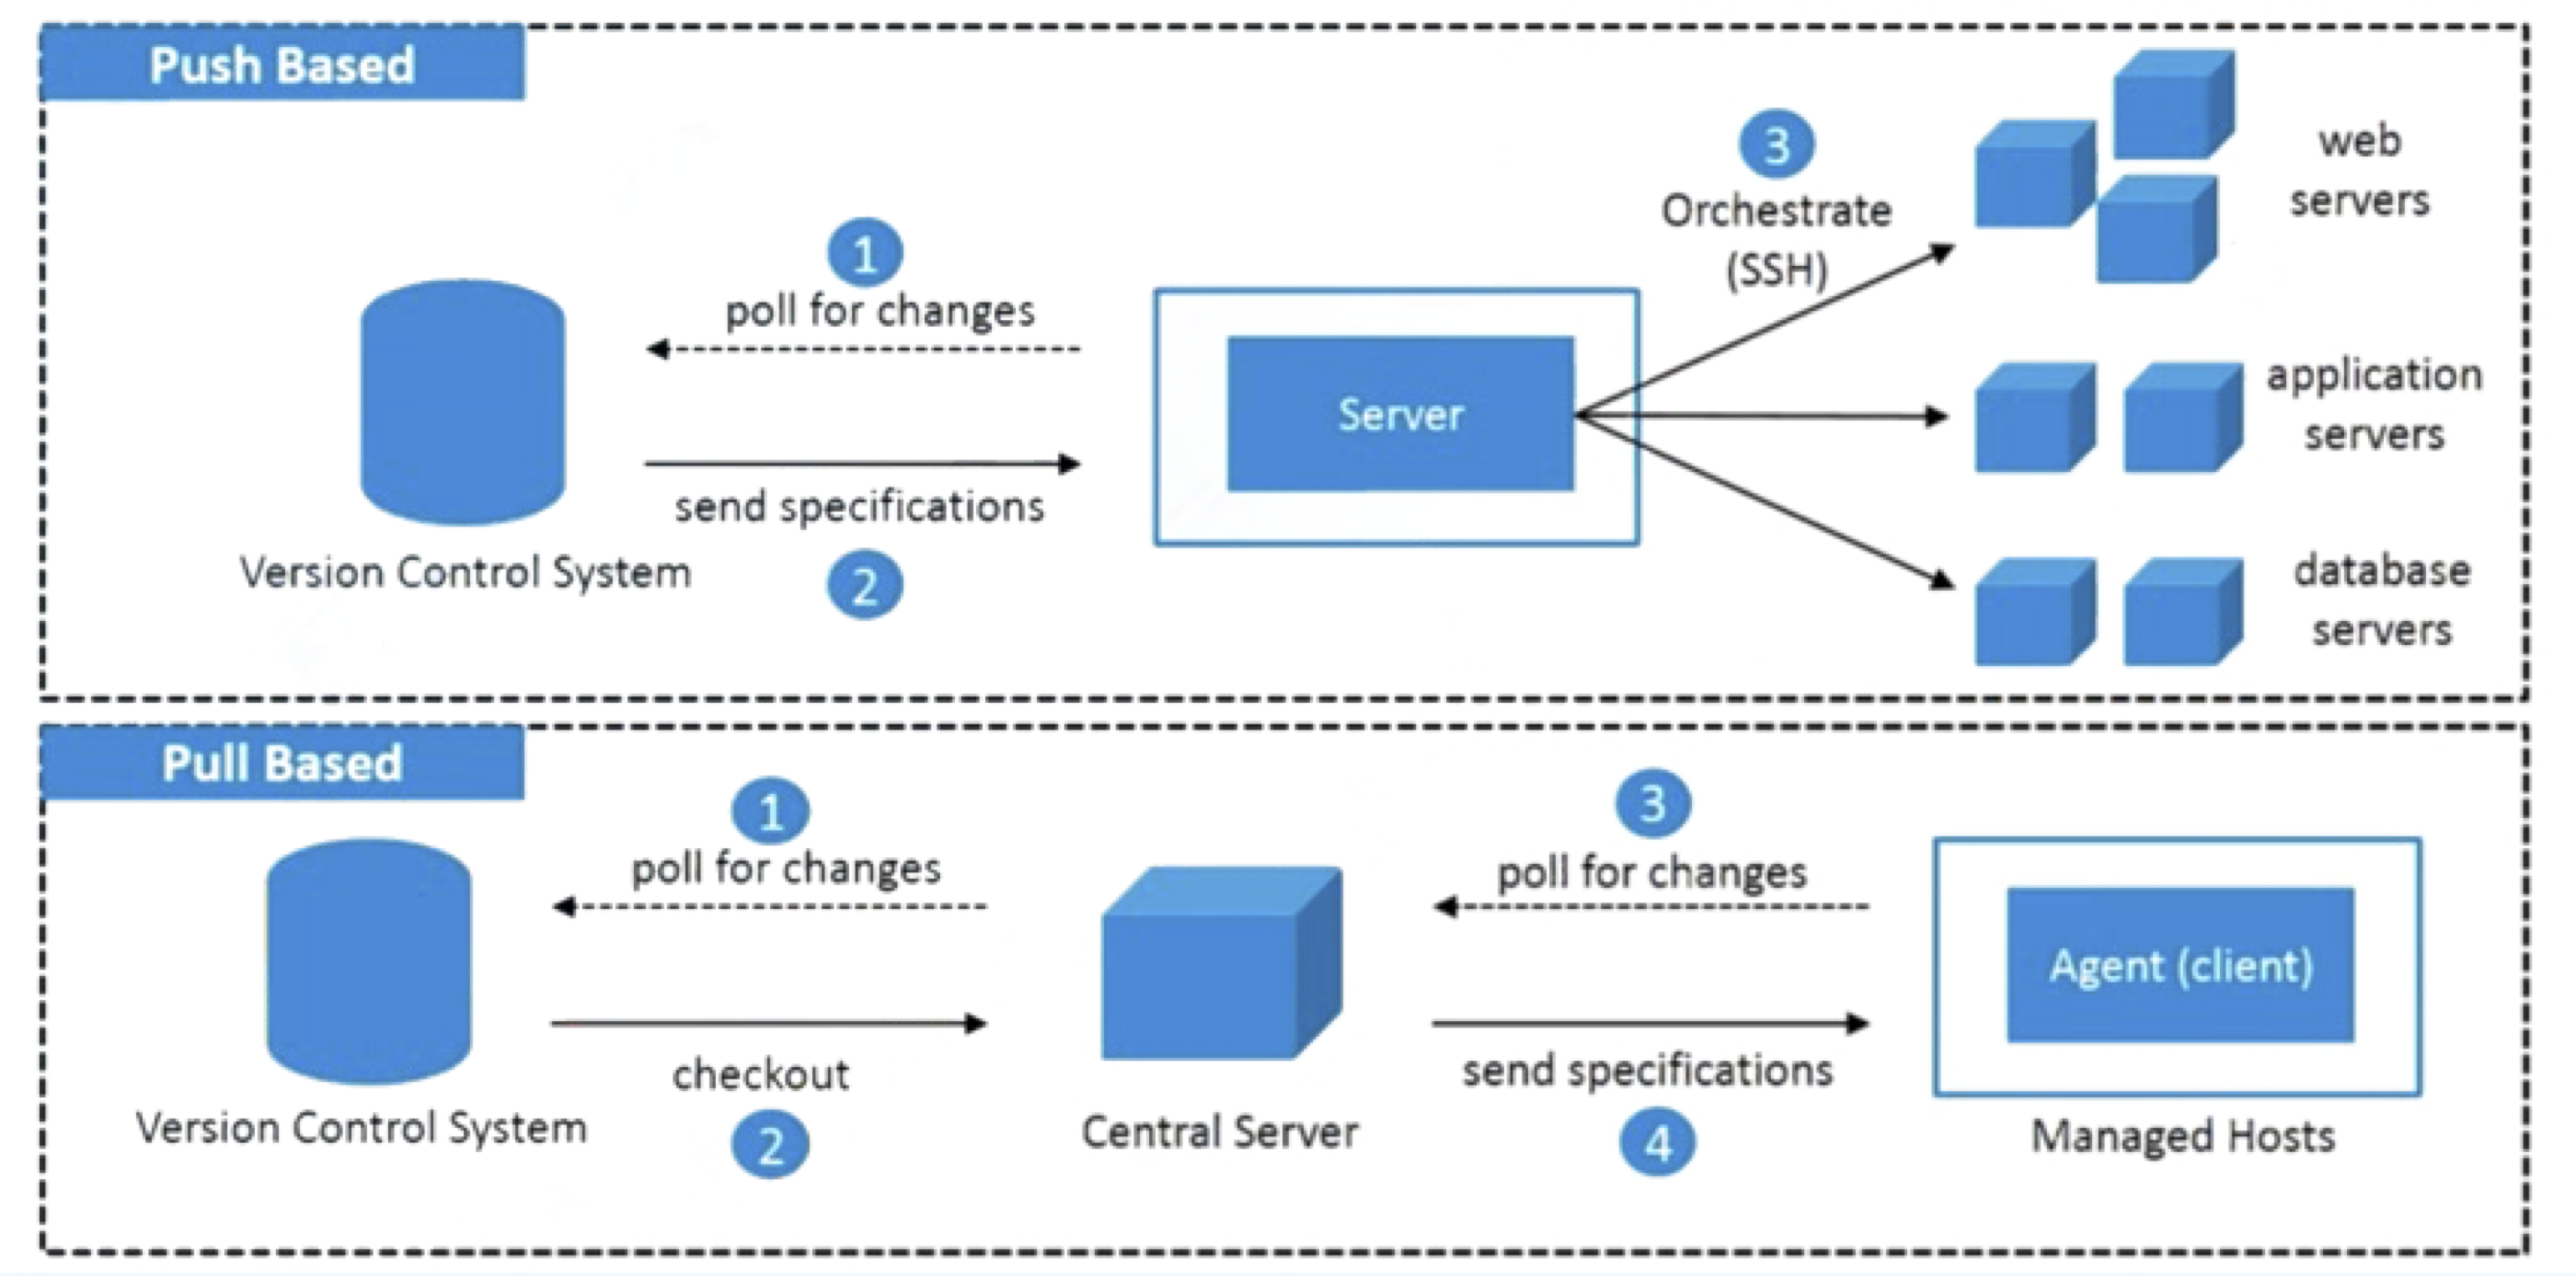 Push Based
3
Orchestrate
(SSH)
web
servers
1
poll for changes
Server
application
servers
send specifications
2
Version Control System
database
servers
Pull Based
1
poll for changes
3
poll for changes
Agent (client)
checkout
2
send specifications
4
Version Control System
Central Server
Managed Hosts